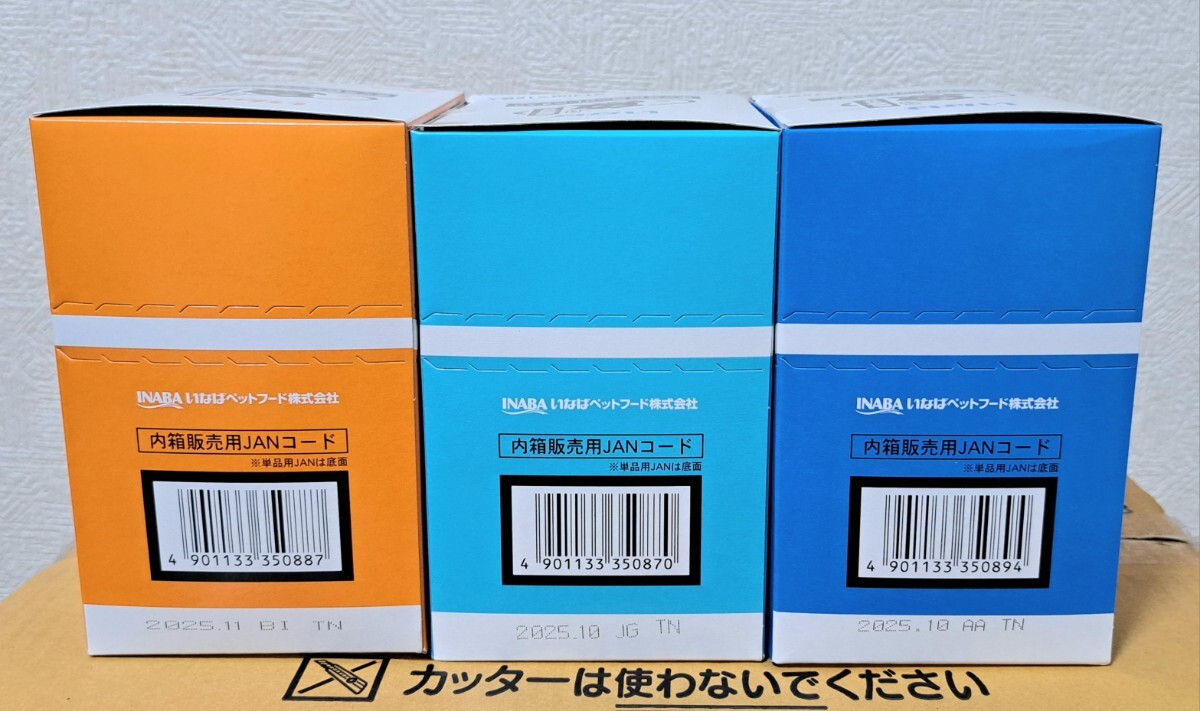 INABA いなばペットフード株式会社
内箱販売用JANコード
※単品用JANは底面
4 901133 350887
2025.11 BI TN
INABA いなばペットフード株式会社
内箱販売用JANコード
※単品用JANは底面
4 901133 350870
2025.10 JG TN
INABA いなばペットフード株式会社
内箱販売用JANコード
※単品用JANは底面
4 901133 350894
2025.10 AA TN
カッターは使わないでください